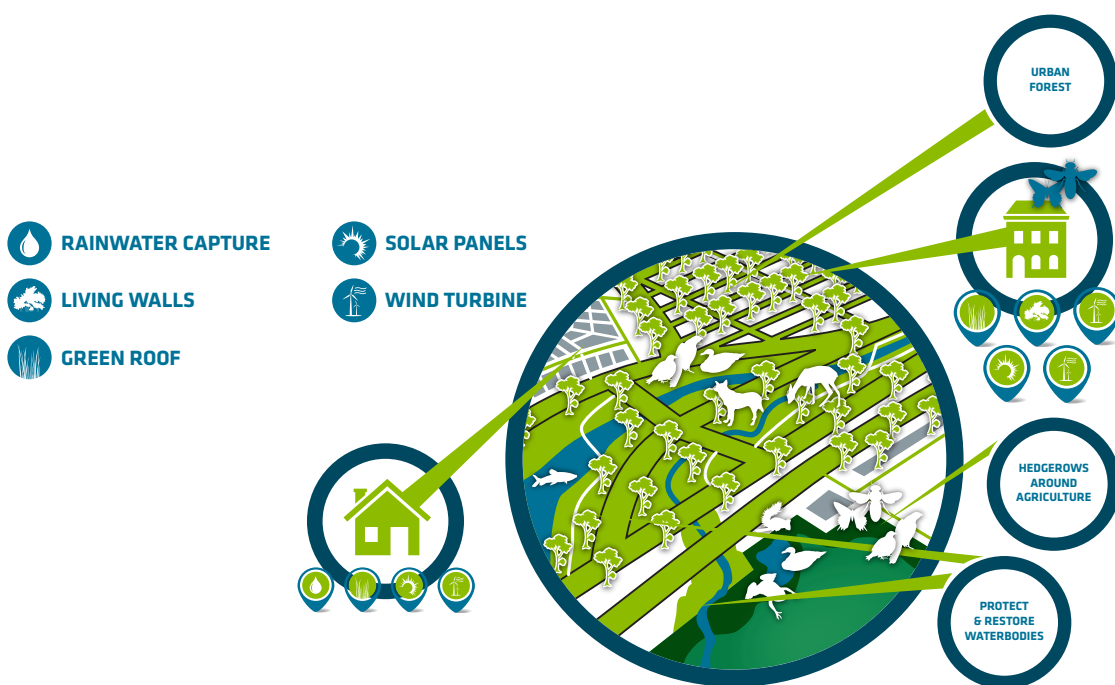 URBAN
FOREST
RAINWATER CAPTURE
SOLAR PANELS
LIVING WALLS
WIND TURBINE
GREEN ROOF
HEDGEROWS
AROUND
AGRICULTURE
PROTECT
& RESTORE
WATERBODIES